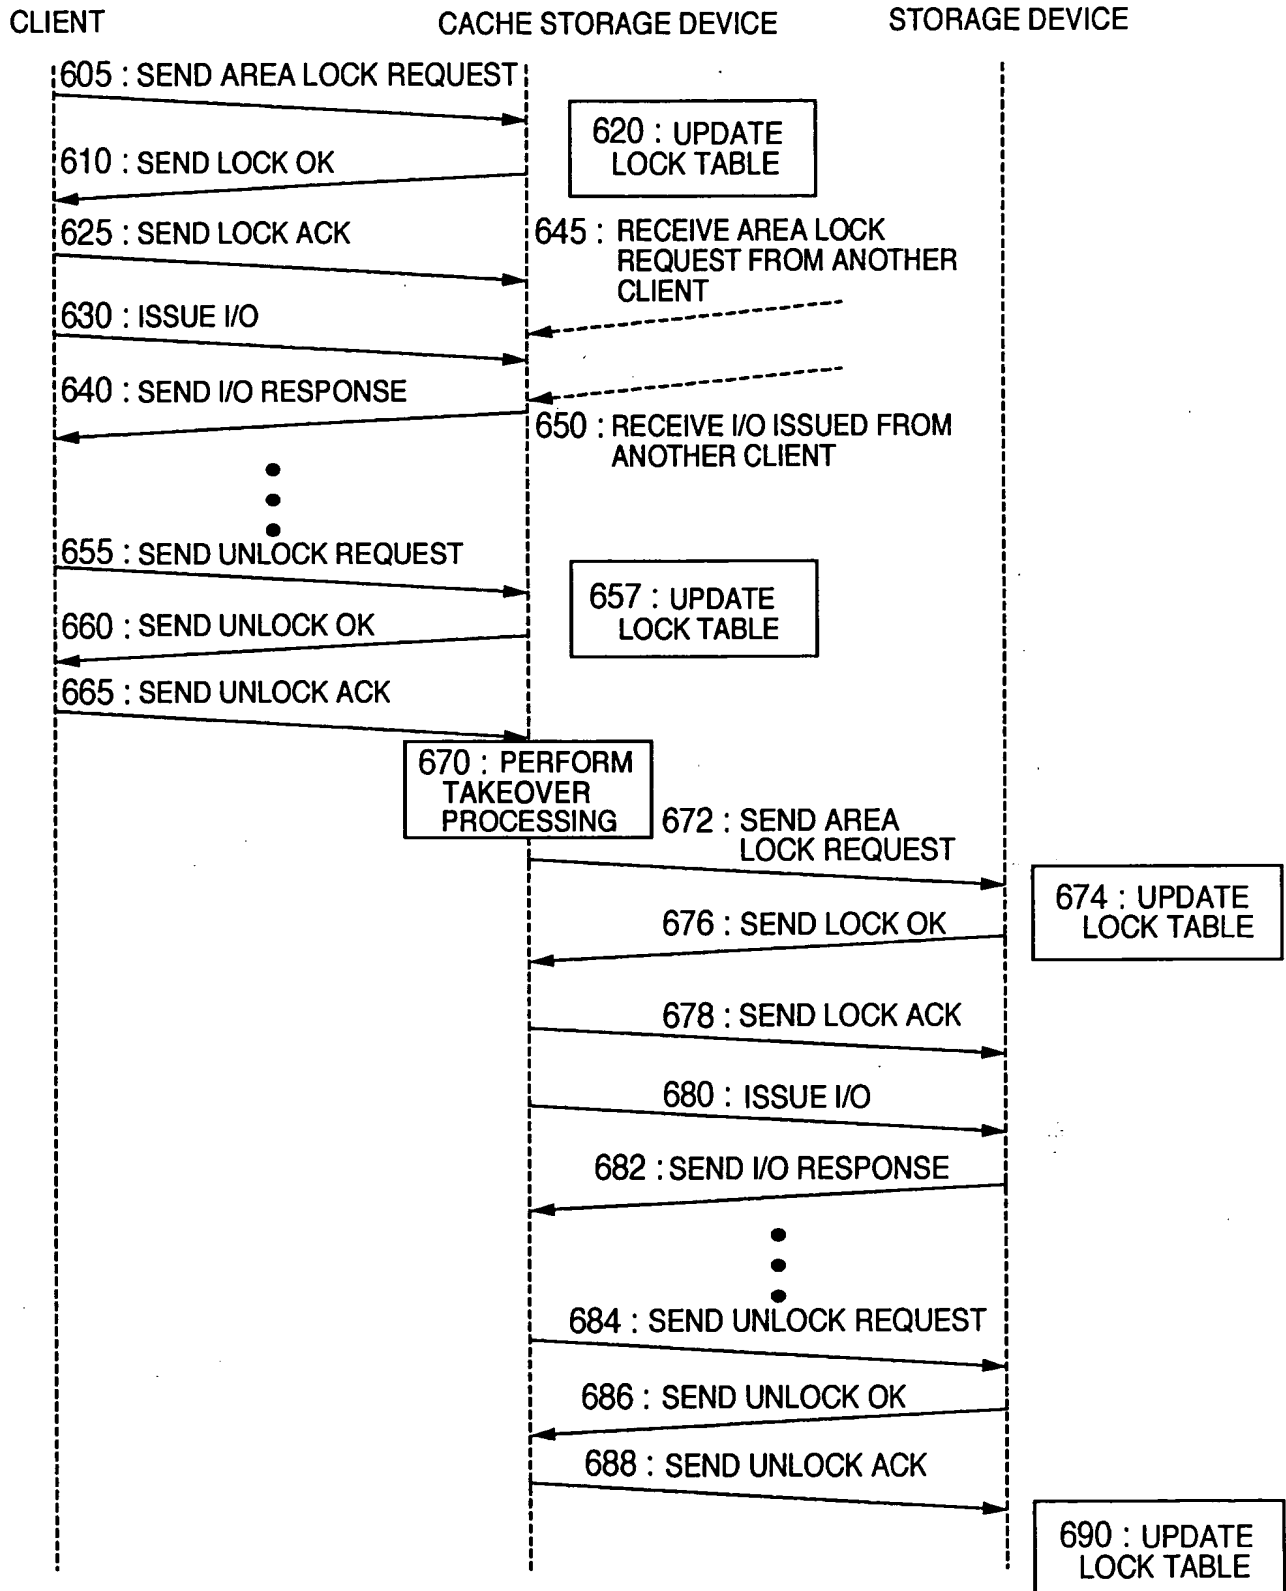 CLIENT
CACHE STORAGE DEVICE
STORAGE DEVICE
605 : SEND AREA LOCK REQUEST
620 : UPDATE
LOCK TABLE
610 : SEND LOCK OK
625 : SEND LOCK ACK
645 : RECEIVE AREA LOCK
REQUEST FROM ANOTHER
CLIENT
630 : ISSUE I/O
640 : SEND I/O RESPONSE
650 : RECEIVE I/O ISSUED FROM
ANOTHER CLIENT
655 : SEND UNLOCK REQUEST
657 : UPDATE
LOCK TABLE
660 : SEND UNLOCK OK
665 : SEND UNLOCK ACK
670 : PERFORM
TAKEOVER
PROCESSING
672 : SEND AREA
LOCK REQUEST
674 : UPDATE
LOCK TABLE
676 : SEND LOCK OK
678 : SEND LOCK ACK
680 : ISSUE I/O
682 : SEND I/O RESPONSE
684 : SEND UNLOCK REQUEST
686 : SEND UNLOCK OK
688 : SEND UNLOCK ACK
690 : UPDATE
LOCK TABLE